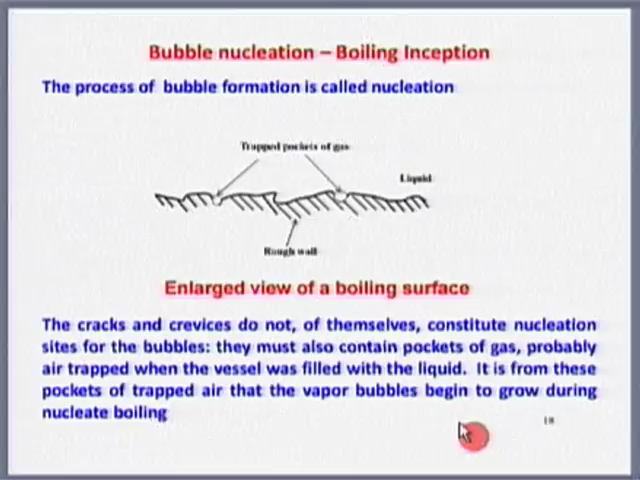 Bubble nucleation – Boiling Inception
The process of bubble formation is called nucleation
Trapped pockets of gas
Liquid
Rough wall
Enlarged view of a boiling surface
The cracks and crevices do not, of themselves, constitute nucleation
sites for the bubbles: they must also contain pockets of gas, probably
air trapped when the vessel was filled with the liquid. It is from these
pockets of trapped air that the vapor bubbles begin to grow during
nucleate boiling